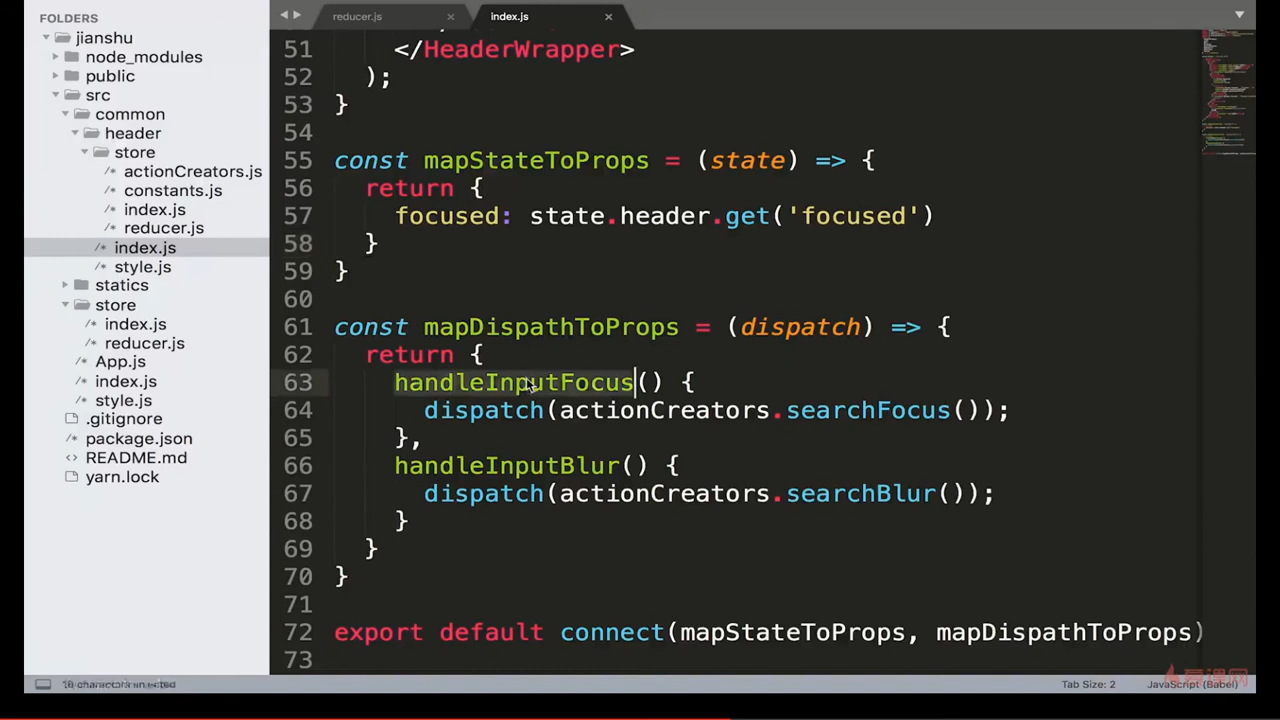 FOLDERS
jianshu
node_modules
public
src
common
header
store
actionCreators.js
constants.js
index.js
reducer.js
index.js
style.js
statics
store
index.js
reducer.js
App.js
index.js
style.js
.gitignore
package.json
README.md
yarn.lock
reducer.js
index.js
51 </HeaderWrapper>
52 );
53 }
54
55 const mapStateToProps = (state) => {
56 return {
57 focused: state.header.get('focused')
58 }
59 }
60
61 const mapDispathToProps = (dispatch) => {
62 return {
63 handleInputFocus() {
64 dispatch(actionCreators.searchFocus());
65 },
66 handleInputBlur() {
67 dispatch(actionCreators.searchBlur());
68 }
69 }
70 }
71
72 export default connect(mapStateToProps, mapDispathToProps)
73
Tab Size: 2
JavaScript (Babel)
慕课网